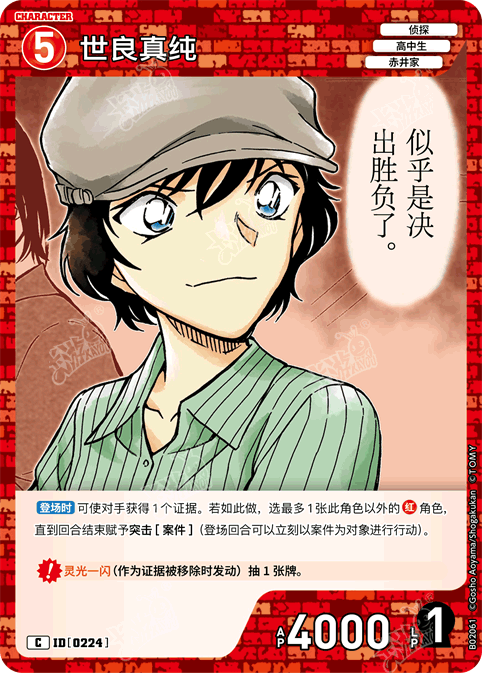 CHARACTER
5
世良真纯
侦探
高中生
赤井家
似乎是决
出胜负了。
登场时 可使对手获得1个证据。若如此做，选最多1张此角色以外的 红 角色，
直到回合结束赋予突击［案件］（登场回合可以立刻以案件为对象进行行动）。
灵光一闪（作为证据被移除时发动）抽1张牌。
C ID［0224］
AP 4000 LP 1
B02061 ©Gosho Aoyama/Shogakukan ©TOMY